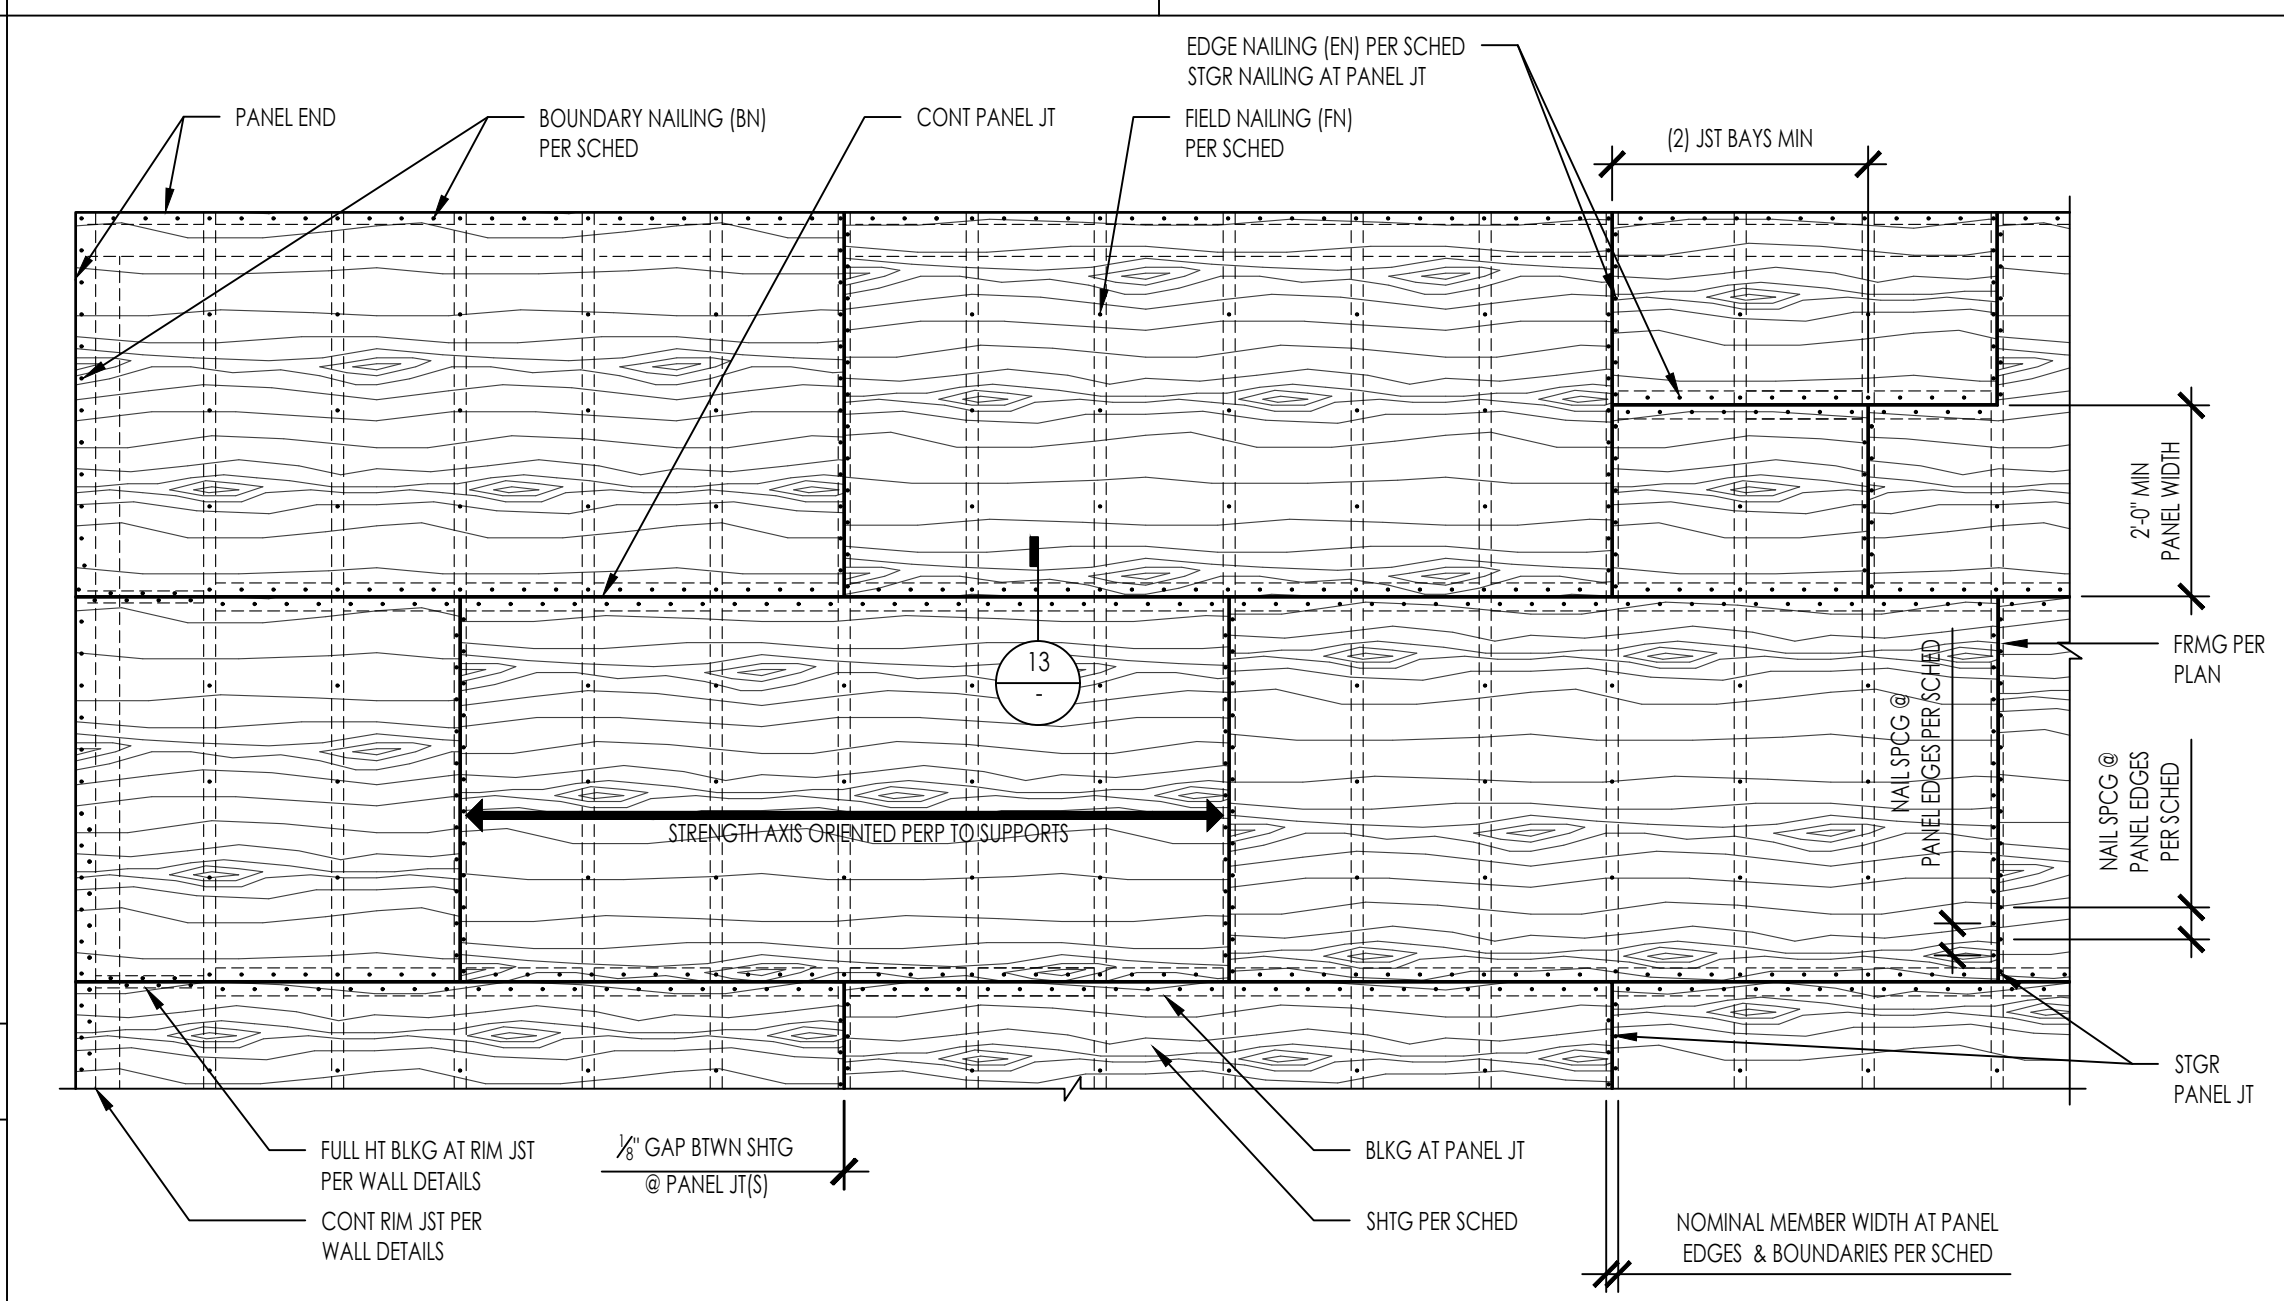 EDGE NAILING (EN) PER SCHED
STGR NAILING AT PANEL JT
PANEL END
BOUNDARY NAILING (BN)
PER SCHED
CONT PANEL JT
FIELD NAILING (FN)
PER SCHED
(2) JST BAYS MIN
2'-0" MIN
PANEL WIDTH
13
-
FRMG PER
PLAN
NAIL SPCG @
PANEL EDGES PER SCHED
NAIL SPCG @
PANEL EDGES
PER SCHED
STRENGTH AXIS ORIENTED PERP TO SUPPORTS
STGR
PANEL JT
FULL HT BLKG AT RIM JST
PER WALL DETAILS
CONT RIM JST PER
WALL DETAILS
1/8" GAP BTWN SHTG
@ PANEL JT(S)
BLKG AT PANEL JT
SHTG PER SCHED
NOMINAL MEMBER WIDTH AT PANEL
EDGES & BOUNDARIES PER SCHED